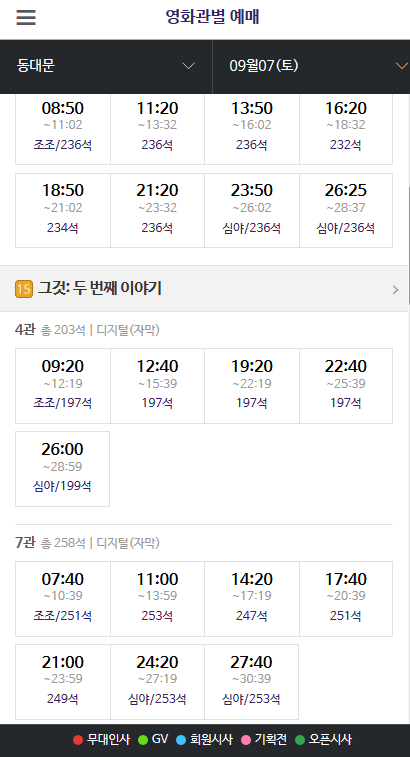 영화관별 예매
동대문 09월07(토)
08:50 11:20 13:50 16:20
~11:02 ~13:32 ~16:02 ~18:32
조조/236석 236석 236석 232석
18:50 21:20 23:50 26:25
~21:02 ~23:32 ~26:02 ~28:37
234석 236석 심야/236석 심야/236석
15 그것: 두 번째 이야기
4관 총 203석 | 디지털(자막)
09:20 12:40 19:20 22:40
~12:19 ~15:39 ~22:19 ~25:39
조조/197석 197석 197석 197석
26:00
~28:59
심야/199석
7관 총 258석 | 디지털(자막)
07:40 11:00 14:20 17:40
~10:39 ~13:59 ~17:19 ~20:39
조조/251석 253석 247석 251석
21:00 24:20 27:40
~23:59 ~27:19 ~30:39
249석 심야/253석 심야/253석
무대인사 GV 회원시사 기획전 오픈시사